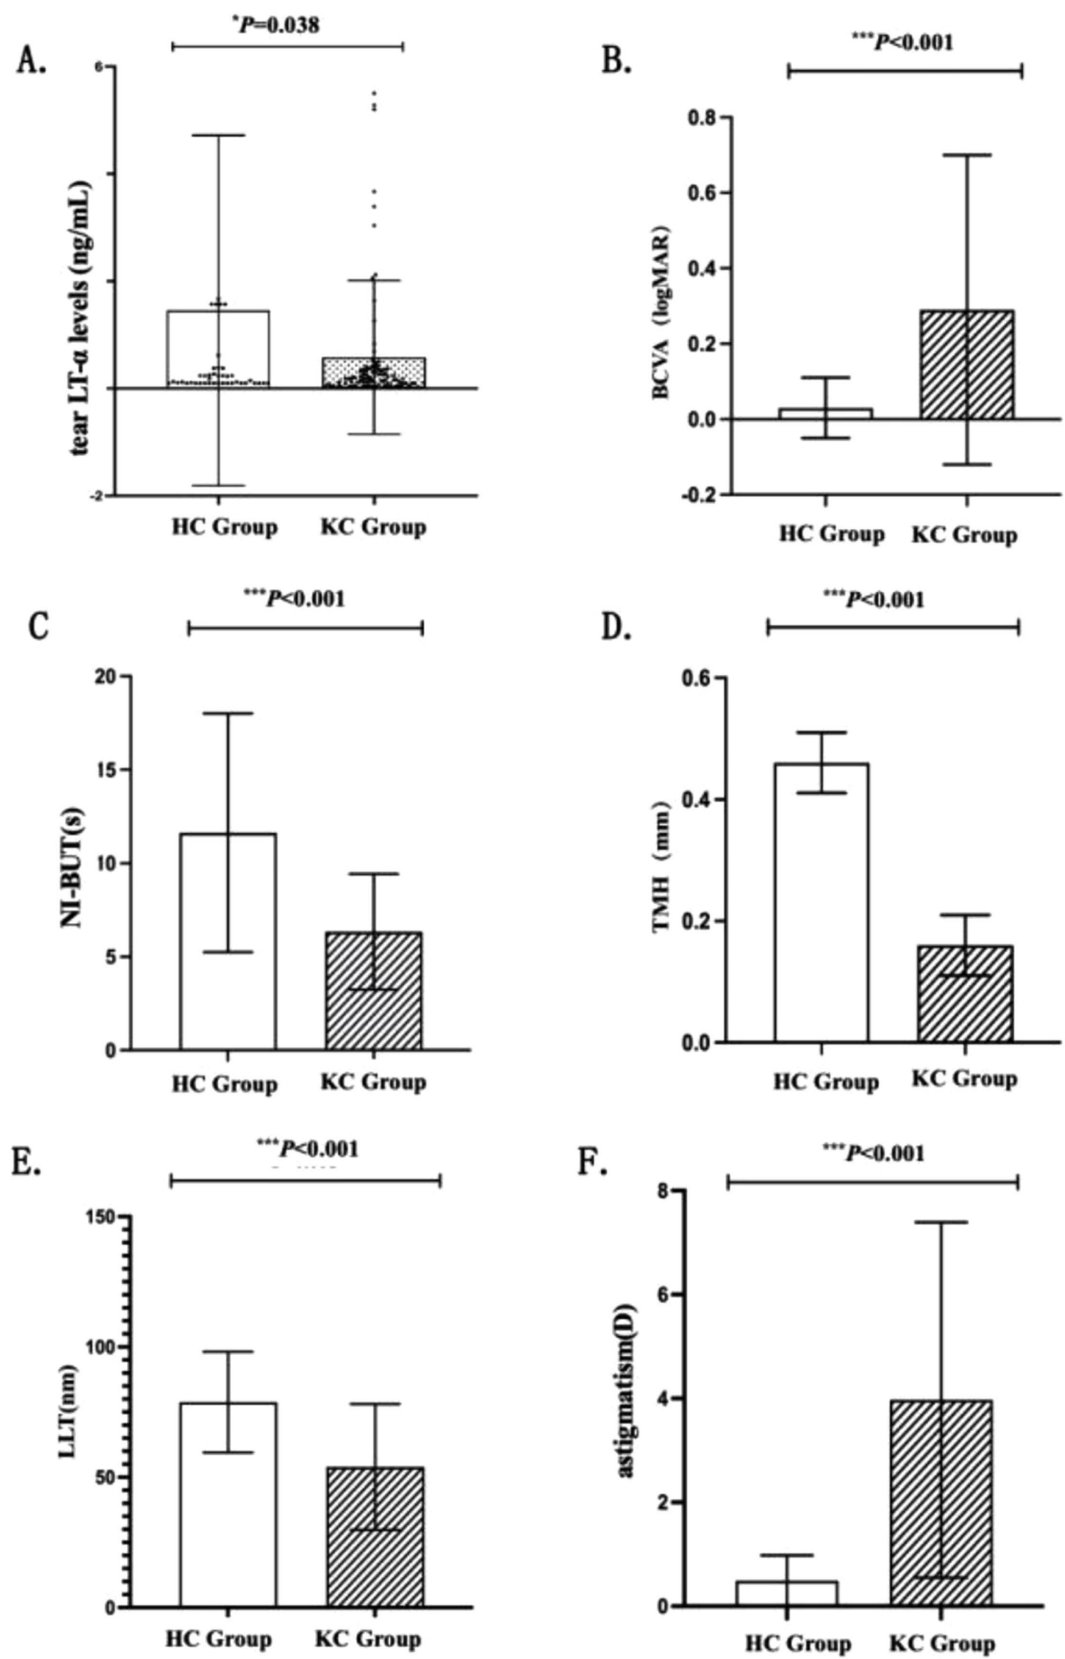 *P=0.038
A.
6
tear LT-α levels (ng/mL)
-2
HC Group
KC Group
***P<0.001
B.
0.8
0.6
0.4
0.2
0.0
-0.2
BCVA (logMAR)
HC Group
KC Group
***P<0.001
C
20
15
10
5
0
NI-BUT(s)
HC Group
KC Group
***P<0.001
D.
0.6
0.4
0.2
0.0
TMH (mm)
HC Group
KC Group
***P<0.001
E.
150
100
50
0
LLT(nm)
HC Group
KC Group
***P<0.001
F.
8
6
4
2
0
astigmatism(D)
HC Group
KC Group